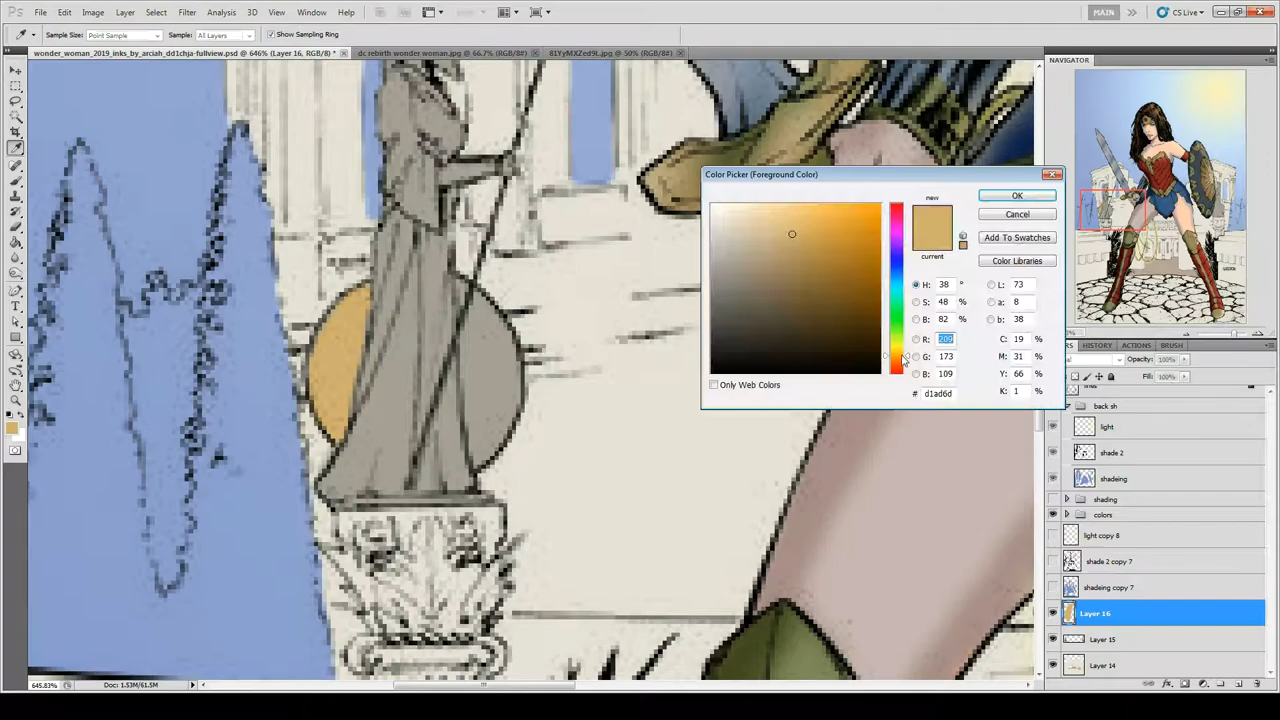 Ps File Edit Image Layer Select Filter Analysis 3D View Window Help MAIN CS Live
Sample Size: Point Sample Sample: All Layers Show Sampling Ring
wonder_woman_2019_inks_by_arciah_dd1chja-fullview.psd @ 646% (Layer 16, RGB/8) * dc rebirth wonder woman.jpg @ 66.7% (RGB/8#) 81YyMXZed9L.jpg @ 50% (RGB/8#)
NAVIGATOR
Color Picker (Foreground Color)
new
current
OK
Cancel
Add To Swatches
Color Libraries
H: 38 °
S: 48 %
B: 82 %
R: 209
G: 173
B: 109
# d1ad6d
L: 73
a: 8
b: 38
C: 19 %
M: 31 %
Y: 66 %
K: 1 %
Only Web Colors
HISTORY ACTIONS BRUSH
Opacity: 100%
Fill: 100%
back sh
light
shade 2
shadeing
shading
colors
light copy 8
shade 2 copy 7
shadeing copy 7
Layer 16
Layer 15
Layer 14
645.83% Doc: 1.53M/61.5M